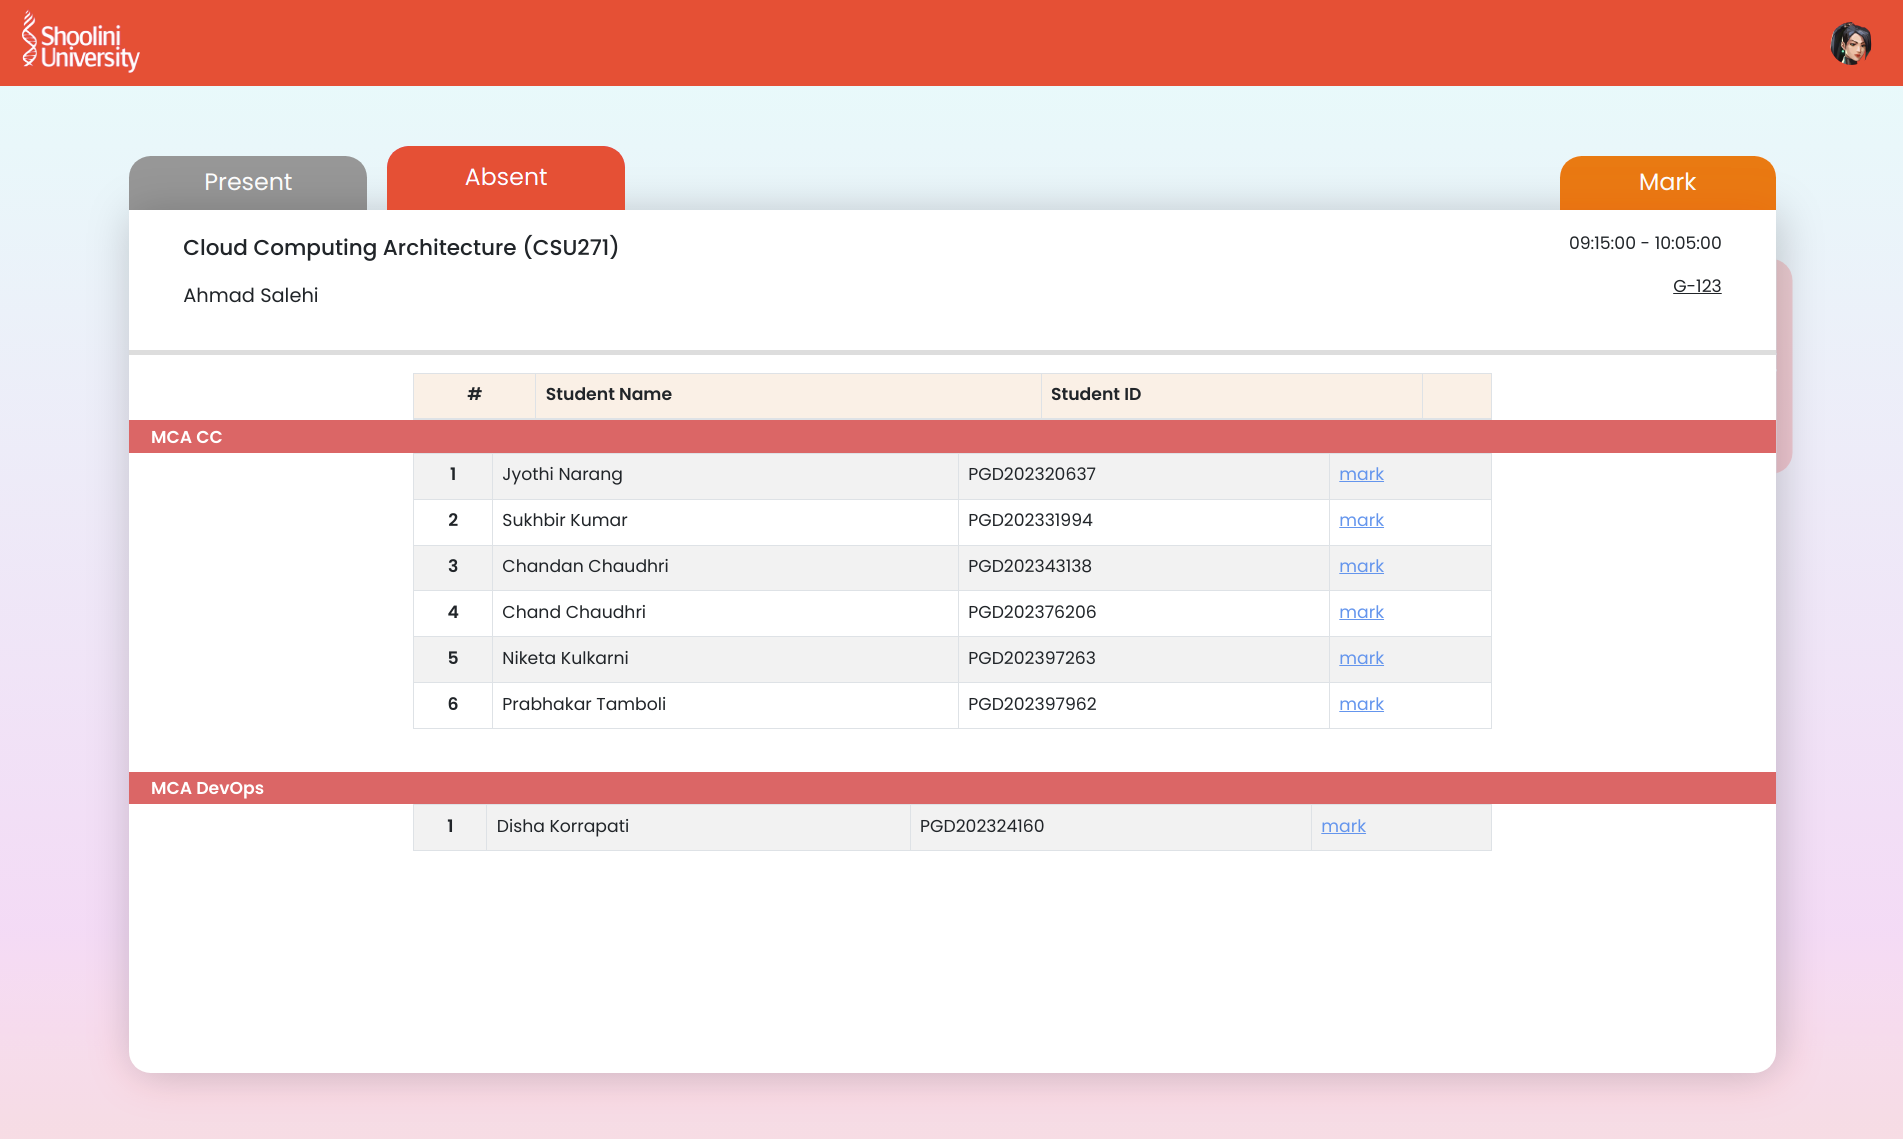 Shoolini
University
Present
Absent
Mark
Cloud Computing Architecture (CSU271)
09:15:00 - 10:05:00
Ahmad Salehi
G-123
# Student Name Student ID
MCA CC
1 Jyothi Narang PGD202320637 mark
2 Sukhbir Kumar PGD202331994 mark
3 Chandan Chaudhri PGD202343138 mark
4 Chand Chaudhri PGD202376206 mark
5 Niketa Kulkarni PGD202397263 mark
6 Prabhakar Tamboli PGD202397962 mark
MCA DevOps
1 Disha Korrapati PGD202324160 mark